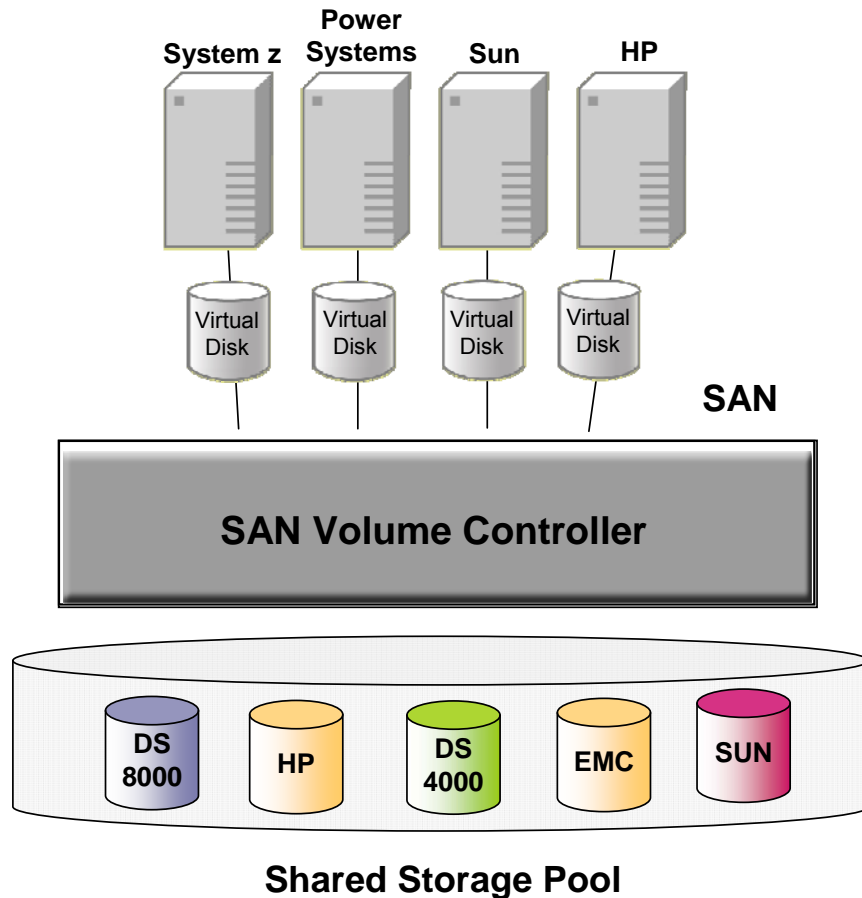 Power
Systems
System z
Sun
HP
Virtual
Disk
Virtual
Disk
Virtual
Disk
Virtual
Disk
SAN
SAN Volume Controller
DS
8000
HP
DS
4000
EMC
SUN
Shared Storage Pool